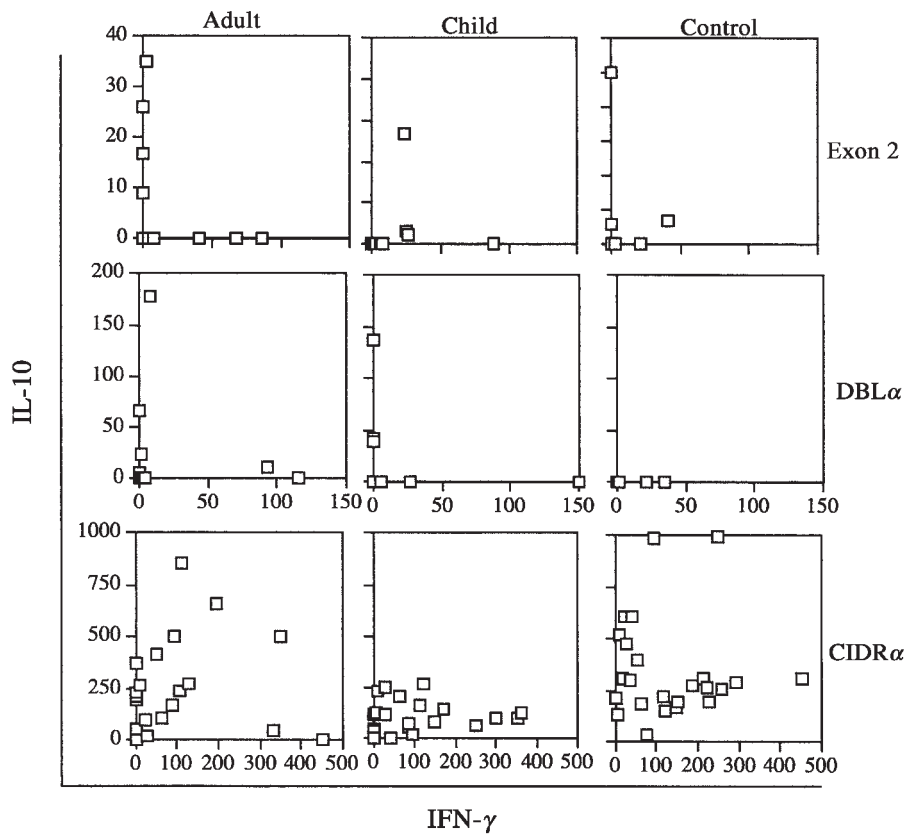 Adult Child Control
40
35
30
20
10
0
Exon 2
200
150
100
50
0
0 50 100 150 0 50 100 150 0 50 100 150
DBLα
IL-10
1000
750
500
250
0
0 100 200 300 400 500 0 100 200 300 400 500 0 100 200 300 400 500
CIDRα
IFN-γ